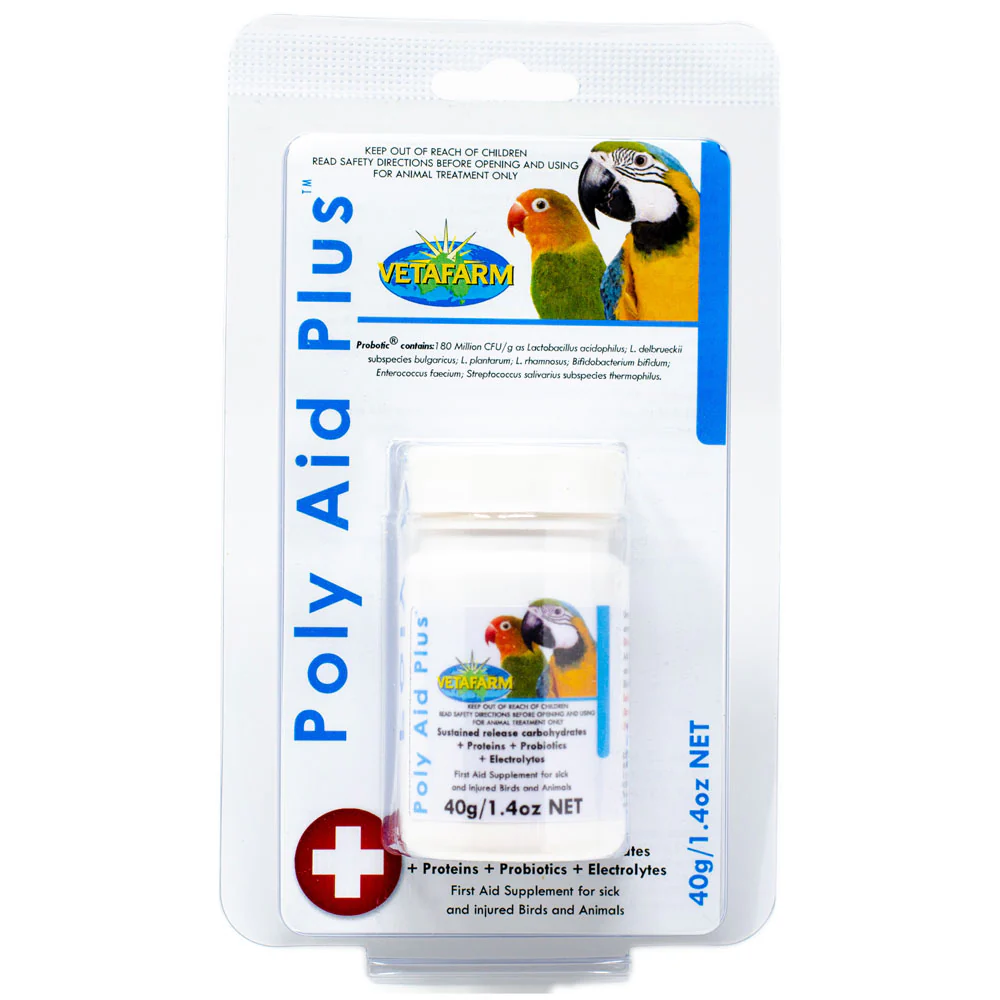 KEEP OUT OF REACH OF CHILDREN
READ SAFETY DIRECTIONS BEFORE OPENING AND USING
FOR ANIMAL TREATMENT ONLY
Poly Aid Plus™
VETAFARM
Probotic® contains:180 Million CFU/g as Lactobacillus acidophilus; L. delbrueckii
subspecies bulgaricus; L. plantarum; L. rhamnosus; Bifidobacterium bifidum;
Enterococcus faecium; Streptococcus salivarius subspecies thermophilus.
Poly Aid Plus
VETAFARM
KEEP OUT OF REACH OF CHILDREN
READ SAFETY DIRECTIONS BEFORE OPENING AND USING
FOR ANIMAL TREATMENT ONLY
Sustained release carbohydrates
+ Proteins + Probiotics
+ Electrolytes
First Aid Supplement for sick
and injured Birds and Animals
40g/1.4oz NET
+ Proteins + Probiotics + Electrolytes
First Aid Supplement for sick
and injured Birds and Animals
40g/1.4oz NET